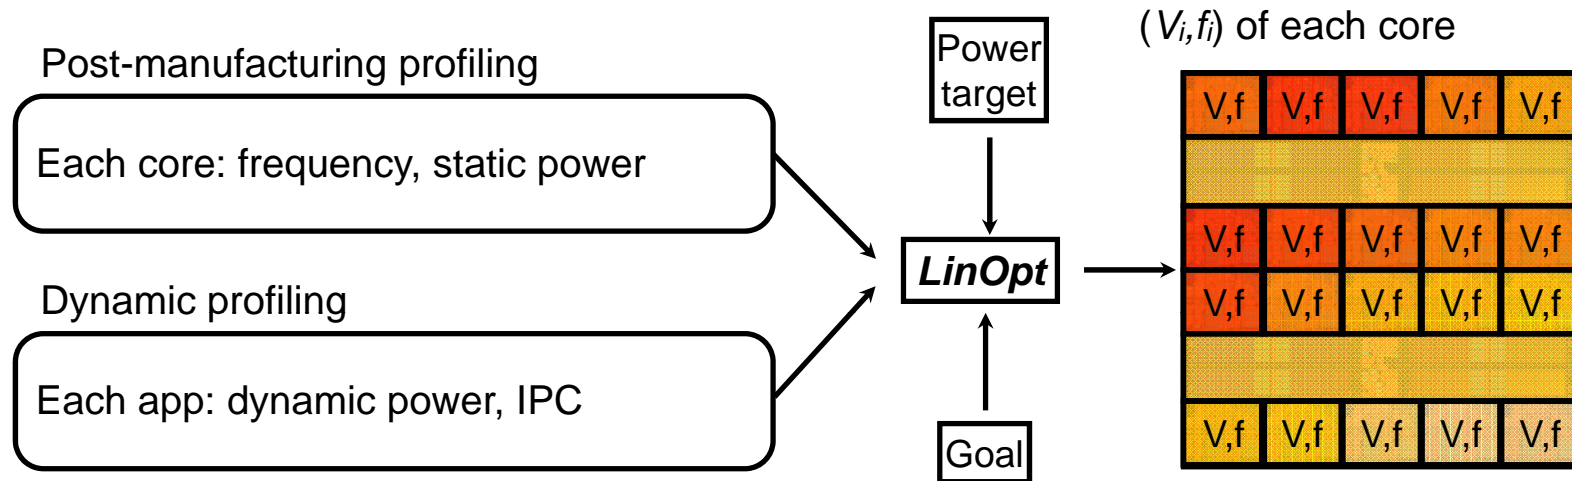 Post-manufacturing profiling
Each core: frequency, static power
Dynamic profiling
Each app: dynamic power, IPC
Power
target
LinOpt
Goal
(Vi,fi) of each core
V,f V,f V,f V,f V,f
V,f V,f V,f V,f V,f
V,f V,f V,f V,f V,f
V,f V,f V,f V,f V,f